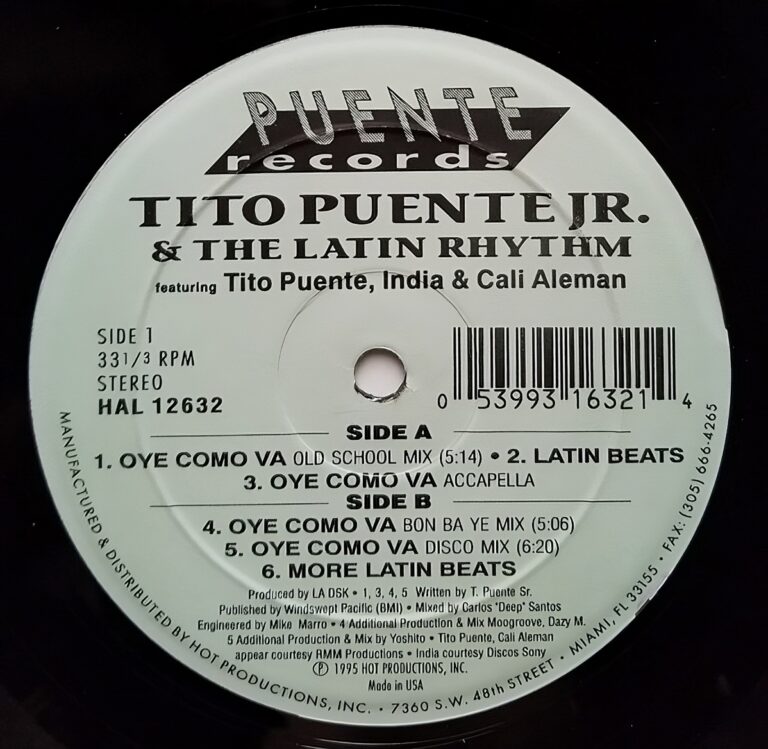 PUENTE
records
TITO PUENTE JR.
& THE LATIN RHYTHM
featuring Tito Puente, India & Cali Aleman
SIDE 1
33 1/3 RPM
STEREO
HAL 12632
0 53993 16321 4
SIDE A
1. OYE COMO VA OLD SCHOOL MIX (5:14) • 2. LATIN BEATS
3. OYE COMO VA ACCAPELLA
SIDE B
4. OYE COMO VA BON BA YE MIX (5:06)
5. OYE COMO VA DISCO MIX (6:20)
6. MORE LATIN BEATS
Produced by LA DSK • 1, 3, 4, 5 Written by T. Puente Sr.
Published by Windswept Pacific (BMI) • Mixed by Carlos "Deep" Santos
Engineered by Mike Marro • 4 Additional Production & Mix Moogroove, Dazy M.
5 Additional Production & Mix by Yoshito • Tito Puente, Cali Aleman
appear courtesy RMM Productions • India courtesy Discos Sony
Ⓟ 1995 HOT PRODUCTIONS, INC.
Made in USA
MANUFACTURED & DISTRIBUTED BY HOT PRODUCTIONS, INC. • 7360 S.W. 48th STREET • MIAMI, FL 33155 • FAX: (305) 666-4265